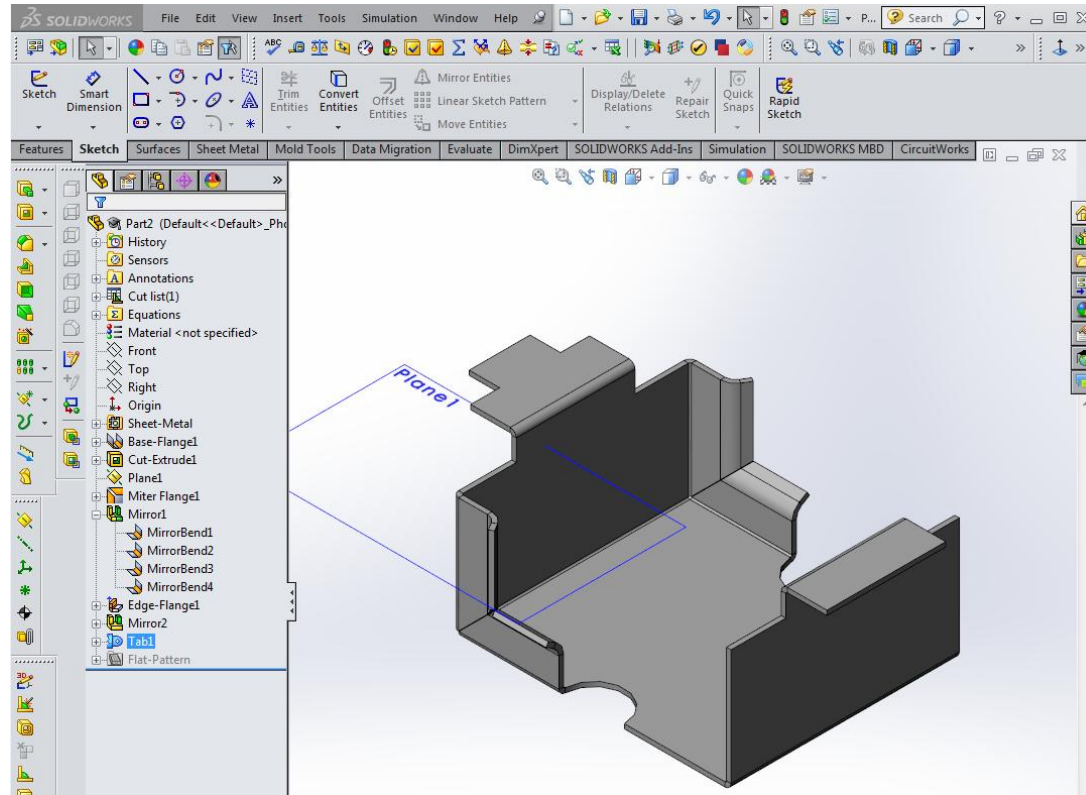 SOLIDWORKS File Edit View Insert Tools Simulation Window Help P... Search
Sketch Smart Dimension Trim Entities Convert Entities Offset Entities Mirror Entities Linear Sketch Pattern Move Entities Display/Delete Relations Repair Sketch Quick Snaps Rapid Sketch
Features Sketch Surfaces Sheet Metal Mold Tools Data Migration Evaluate DimXpert SOLIDWORKS Add-Ins Simulation SOLIDWORKS MBD CircuitWorks
Part2 (Default<<Default>_Pho
History
Sensors
Annotations
Cut list(1)
Equations
Material <not specified>
Front
Top
Right
Origin
Sheet-Metal
Base-Flange1
Cut-Extrude1
Plane1
Miter Flange1
Mirror1
MirrorBend1
MirrorBend2
MirrorBend3
MirrorBend4
Edge-Flange1
Mirror2
Tab1
Flat-Pattern
Plane1